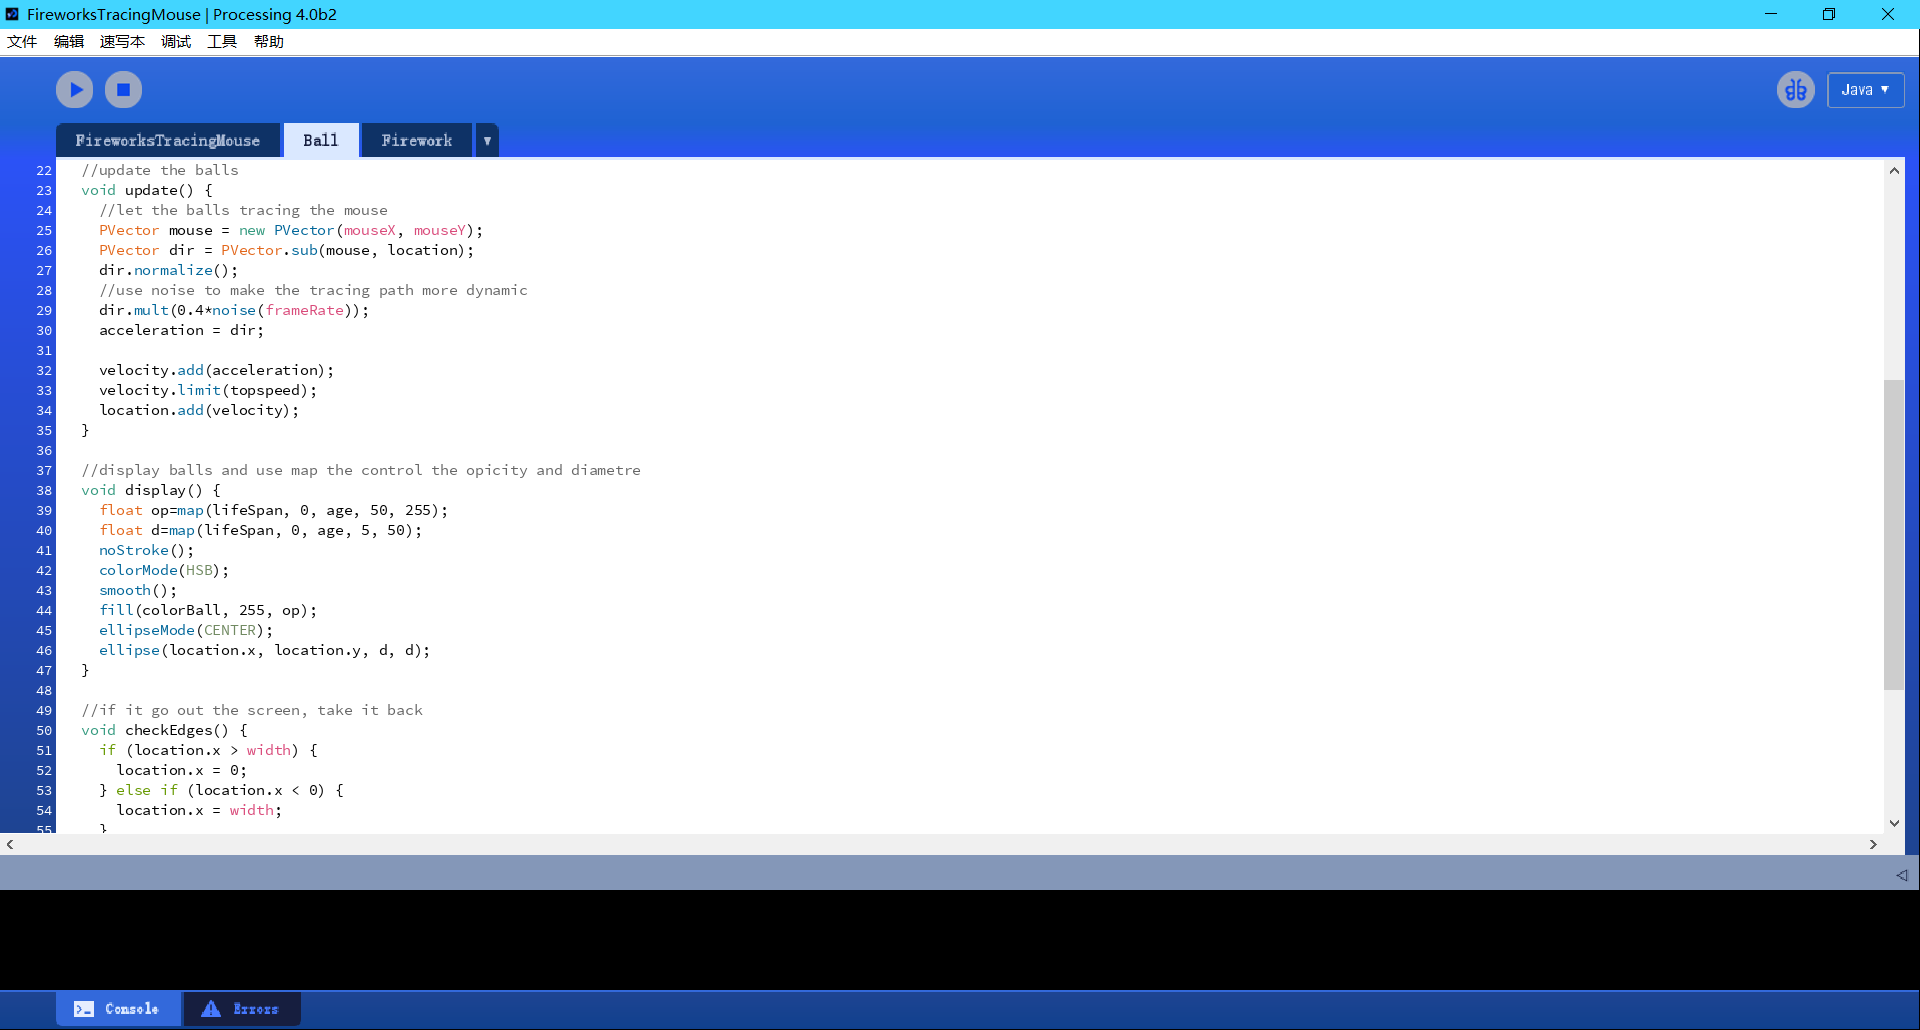 FireworksTracingMouse | Processing 4.0b2
文件 编辑 速写本 调试 工具 帮助
Java ▼
FireworksTracingMouse Ball Firework ▼
22 //update the balls
23 void update() {
24 //let the balls tracing the mouse
25 PVector mouse = new PVector(mouseX, mouseY);
26 PVector dir = PVector.sub(mouse, location);
27 dir.normalize();
28 //use noise to make the tracing path more dynamic
29 dir.mult(0.4*noise(frameRate));
30 acceleration = dir;
31
32 velocity.add(acceleration);
33 velocity.limit(topspeed);
34 location.add(velocity);
35 }
36
37 //display balls and use map the control the opicity and diametre
38 void display() {
39 float op=map(lifeSpan, 0, age, 50, 255);
40 float d=map(lifeSpan, 0, age, 5, 50);
41 noStroke();
42 colorMode(HSB);
43 smooth();
44 fill(colorBall, 255, op);
45 ellipseMode(CENTER);
46 ellipse(location.x, location.y, d, d);
47 }
48
49 //if it go out the screen, take it back
50 void checkEdges() {
51 if (location.x > width) {
52 location.x = 0;
53 } else if (location.x < 0) {
54 location.x = width;
55 }
Console Errors